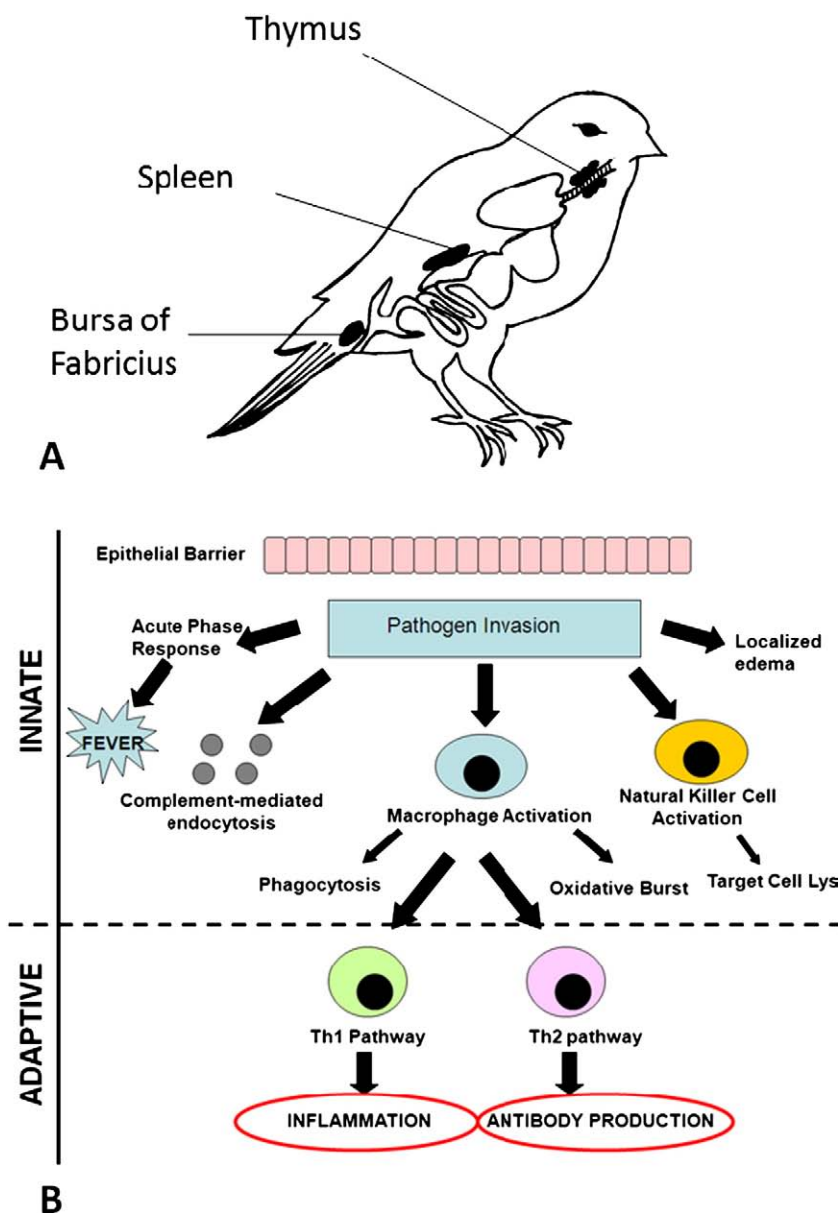 Thymus
Spleen
Bursa of
Fabricius
A
INNATE
Epithelial Barrier
Pathogen Invasion
Acute Phase
Response
Localized
edema
FEVER
Complement-mediated
endocytosis
Macrophage Activation
Natural Killer Cell
Activation
Phagocytosis
Oxidative Burst
Target Cell Lys
ADAPTIVE
Th1 Pathway
Th2 pathway
INFLAMMATION
ANTIBODY PRODUCTION
B